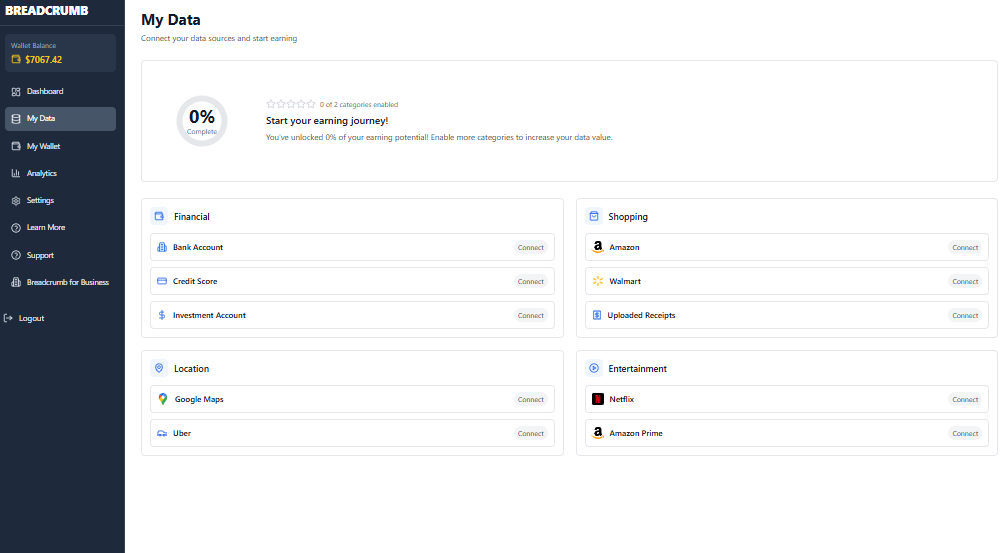 BREADCRUMB
Wallet Balance
$7067.42
Dashboard
My Data
My Wallet
Analytics
Settings
Learn More
Support
Breadcrumb for Business
Logout
My Data
Connect your data sources and start earning
0%
Complete
0 of 2 categories enabled
Start your earning journey!
You've unlocked 0% of your earning potential! Enable more categories to increase your data value.
Financial
Bank Account Connect
Credit Score Connect
Investment Account Connect
Shopping
Amazon Connect
Walmart Connect
Uploaded Receipts Connect
Location
Google Maps Connect
Uber Connect
Entertainment
Netflix Connect
Amazon Prime Connect